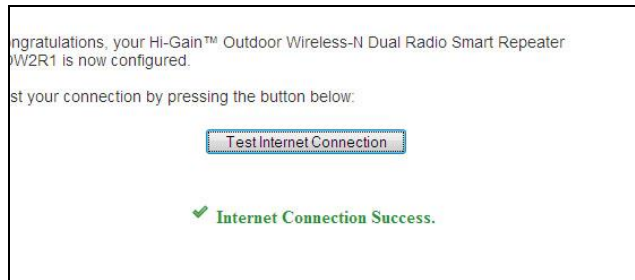 ngratulations, your Hi-Gain™ Outdoor Wireless-N Dual Radio Smart Repeater
W2R1 is now configured.
st your connection by pressing the button below:
Test Internet Connection
Internet Connection Success.